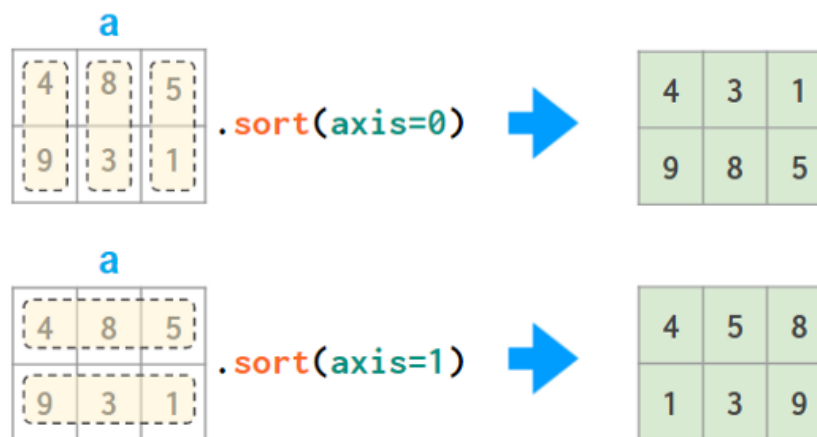 a
4 8 5 .sort(axis=0) 4 3 1
9 3 1 9 8 5
a
4 8 5 .sort(axis=1) 4 5 8
9 3 1 1 3 9